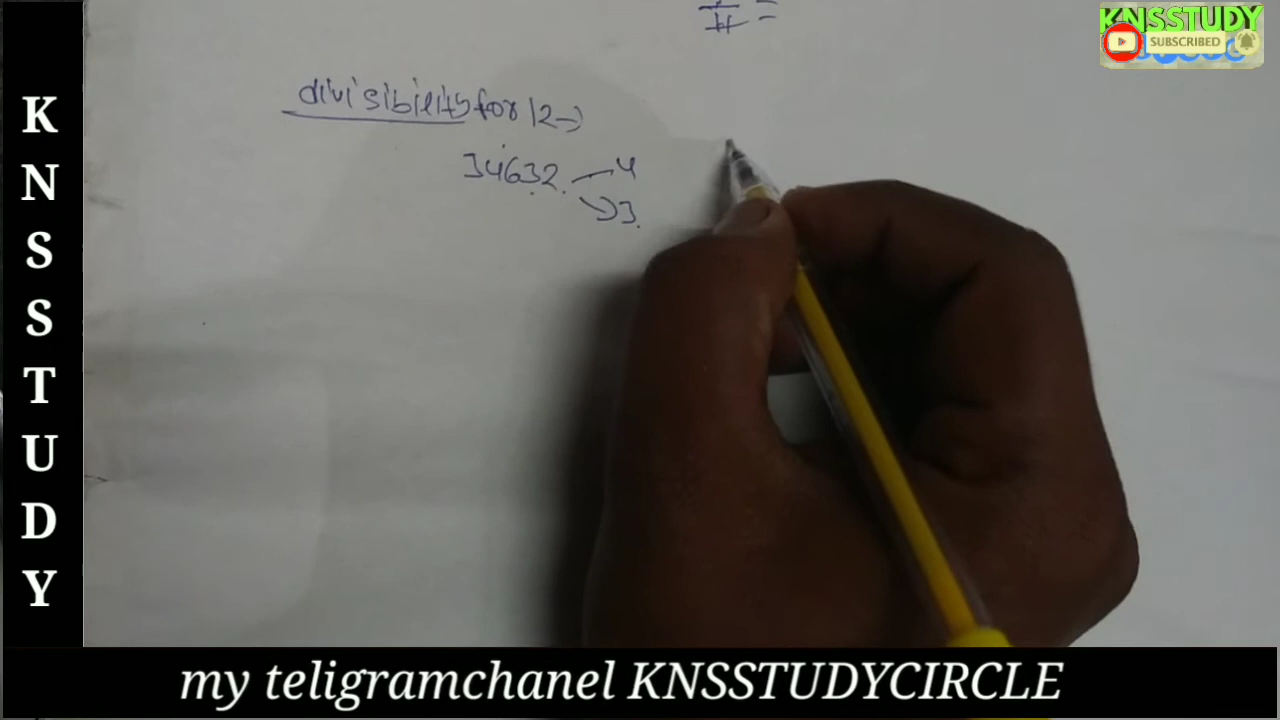 KNSSTUDY
SUBSCRIBED
divisibility for 12→
34632. → 4
→ 3.
K
N
S
S
T
U
D
Y
my teligramchanel KNSSTUDYCIRCLE